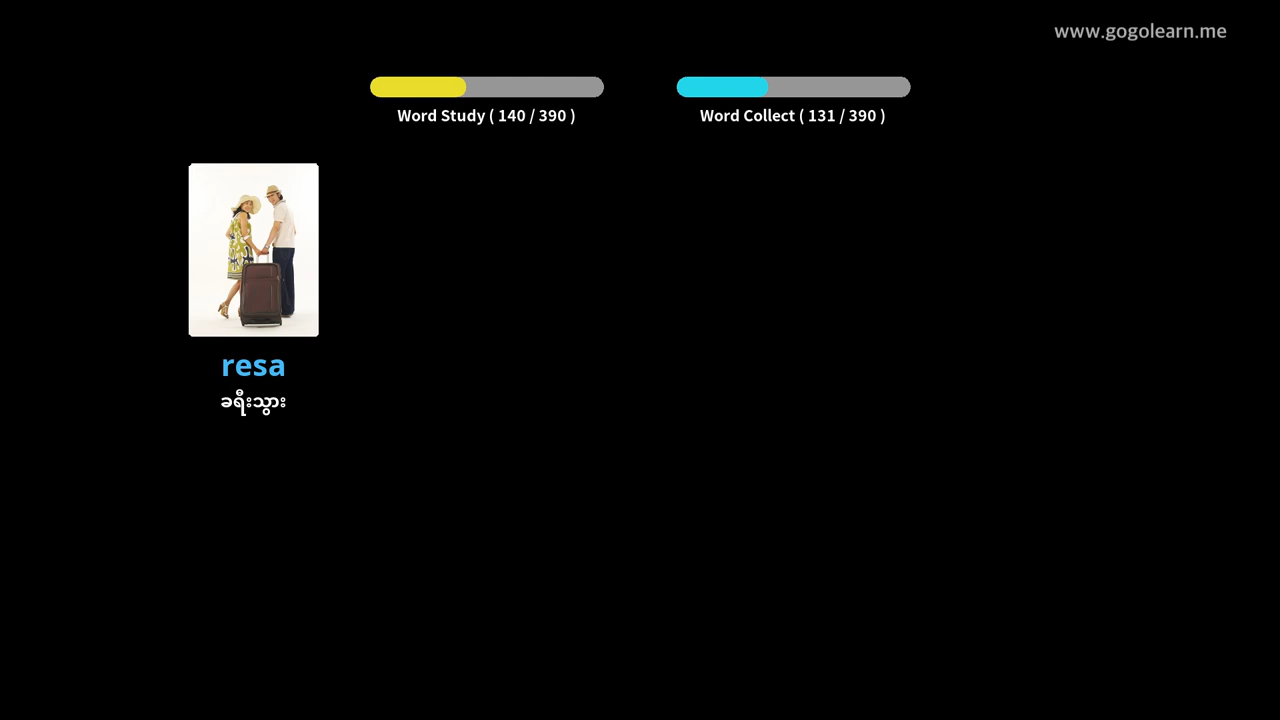 www.gogolearn.me
Word Study ( 140 / 390 )
Word Collect ( 131 / 390 )
resa
ခရီးသွား